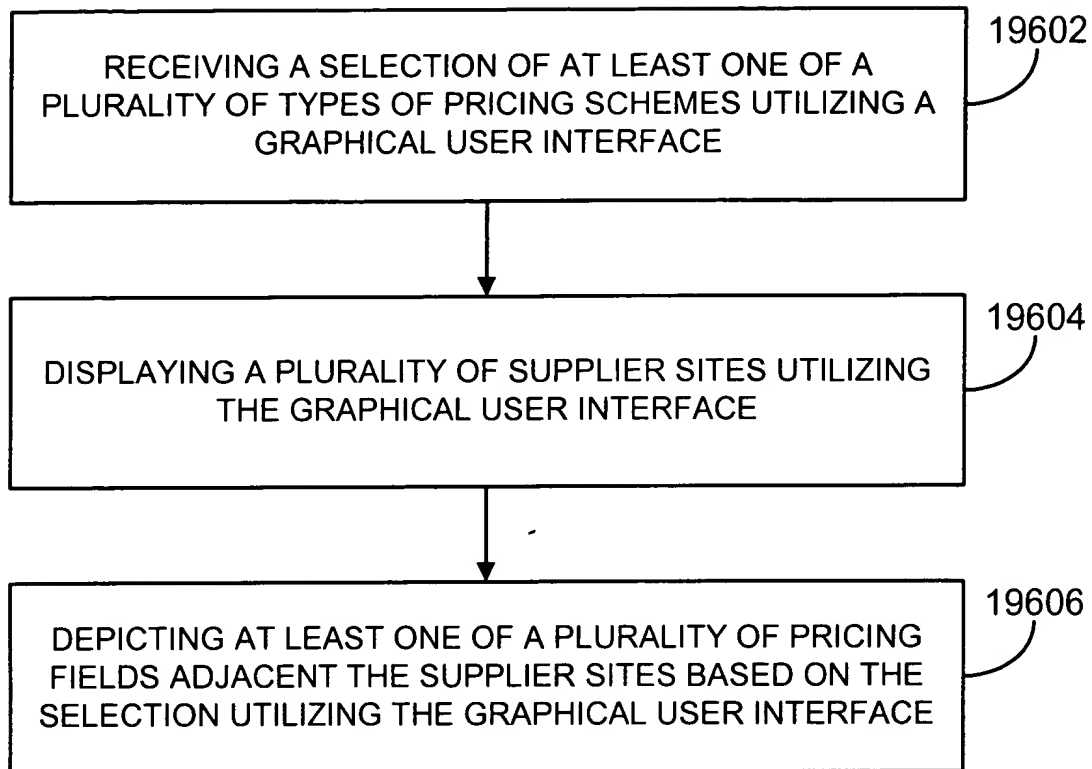 19602
RECEIVING A SELECTION OF AT LEAST ONE OF A
PLURALITY OF TYPES OF PRICING SCHEMES UTILIZING A
GRAPHICAL USER INTERFACE
19604
DISPLAYING A PLURALITY OF SUPPLIER SITES UTILIZING
THE GRAPHICAL USER INTERFACE
19606
DEPICTING AT LEAST ONE OF A PLURALITY OF PRICING
FIELDS ADJACENT THE SUPPLIER SITES BASED ON THE
SELECTION UTILIZING THE GRAPHICAL USER INTERFACE